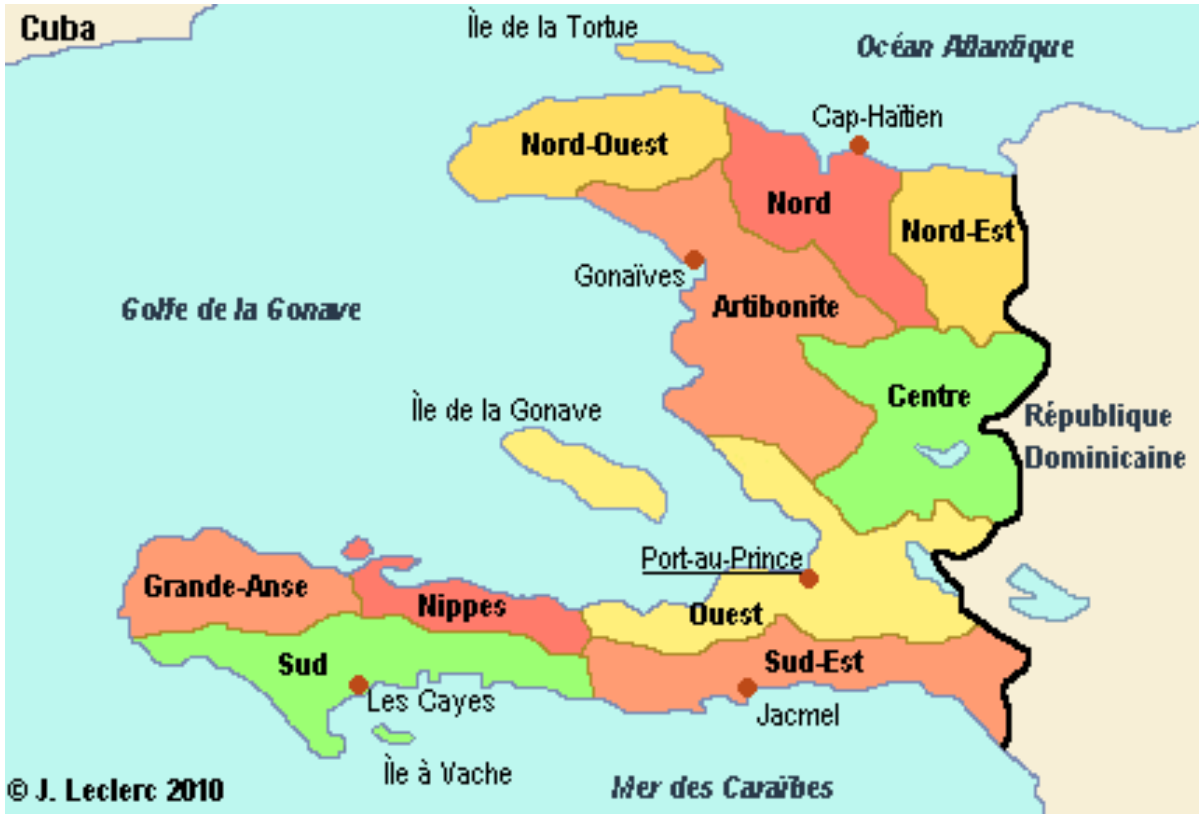 Cuba
Île de la Tortue
Océan Atlantique
Cap-Haïtien
Nord-Ouest
Nord
Nord-Est
Gonaïves
Golfe de la Gonave
Artibonite
Centre
Île de la Gonave
République
Dominicaine
Port-au-Prince
Grande-Anse
Nippes
Ouest
Sud
Sud-Est
Les Cayes
Jacmel
Île à Vache
Mer des Caraïbes
© J. Leclerc 2010